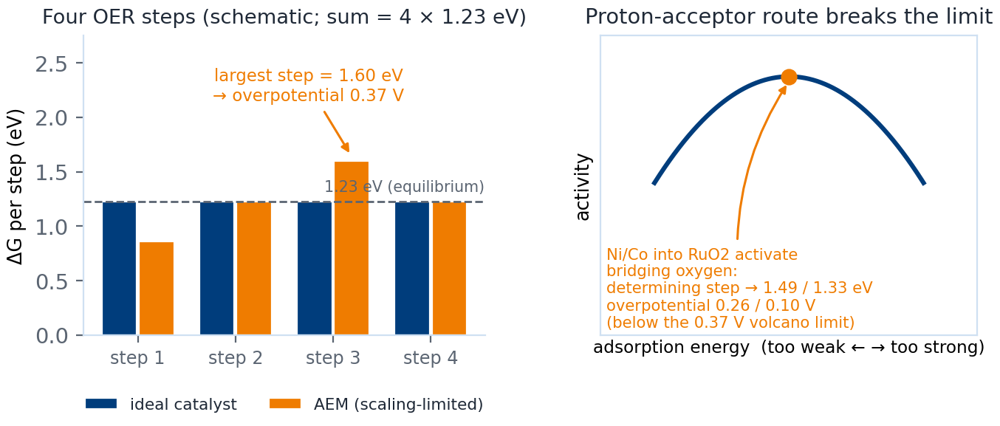 Four OER steps (schematic; sum = 4 × 1.23 eV)
ΔG per step (eV)
2.5
2.0
1.5
1.0
0.5
0.0
largest step = 1.60 eV
→ overpotential 0.37 V
1.23 eV (equilibrium)
step 1
step 2
step 3
step 4
ideal catalyst
AEM (scaling-limited)
Proton-acceptor route breaks the limit
activity
Ni/Co into RuO2 activate
bridging oxygen:
determining step → 1.49 / 1.33 eV
overpotential 0.26 / 0.10 V
(below the 0.37 V volcano limit)
adsorption energy  (too weak ← → too strong)